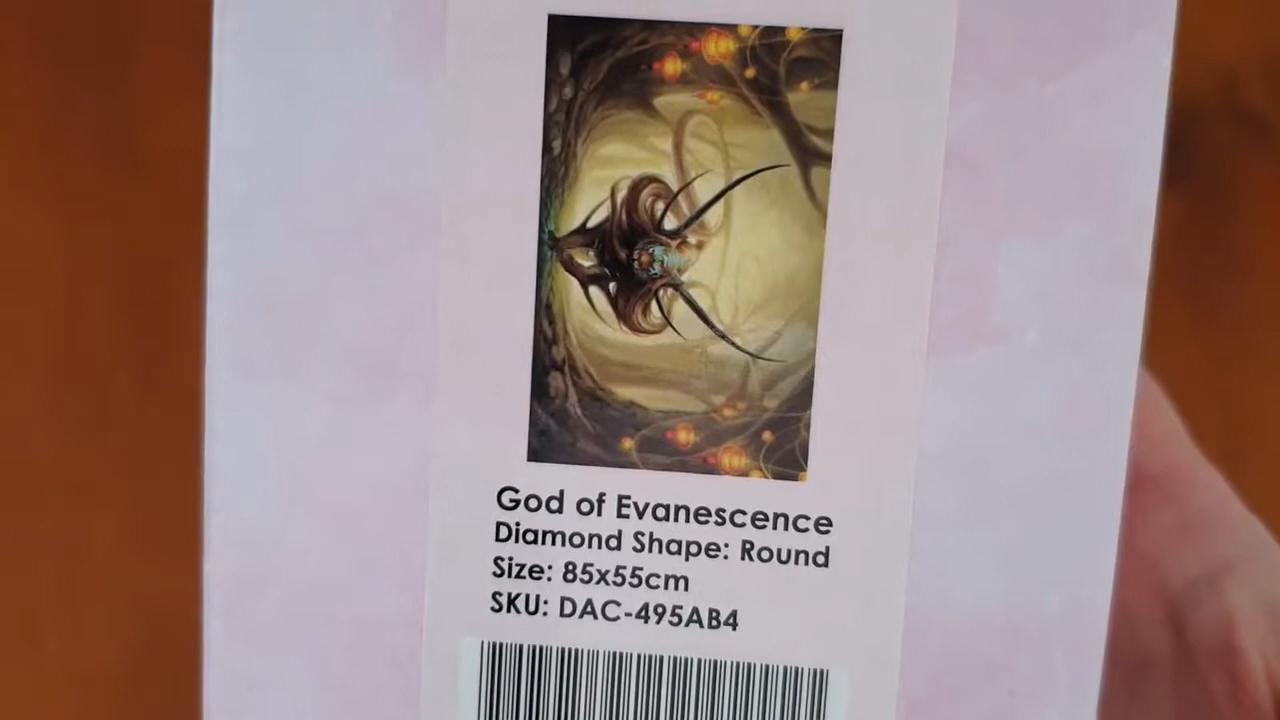 God of Evanescence
Diamond Shape: Round
Size: 85x55cm
SKU: DAC-495AB4